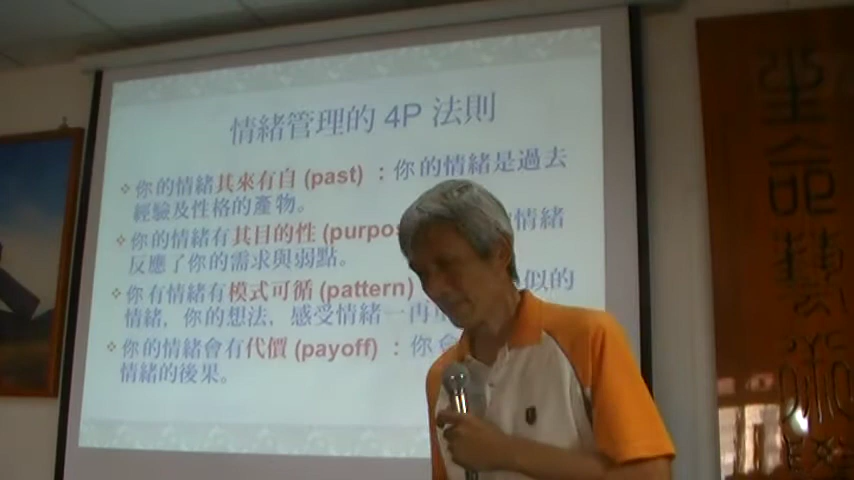 情緒管理的 4P 法則
你的情緒其來有自 (past) ：你的情緒是過去
經驗及性格的產物。
你的情緒有其目的性 (purpos 情緒
反應了你的需求與弱點。
你有情緒有模式可循 (pattern) 似的
情緒，你的想法，感受情緒一再
你的情緒會有代價 (payoff) ：你會
情緒的後果。
生命藝術